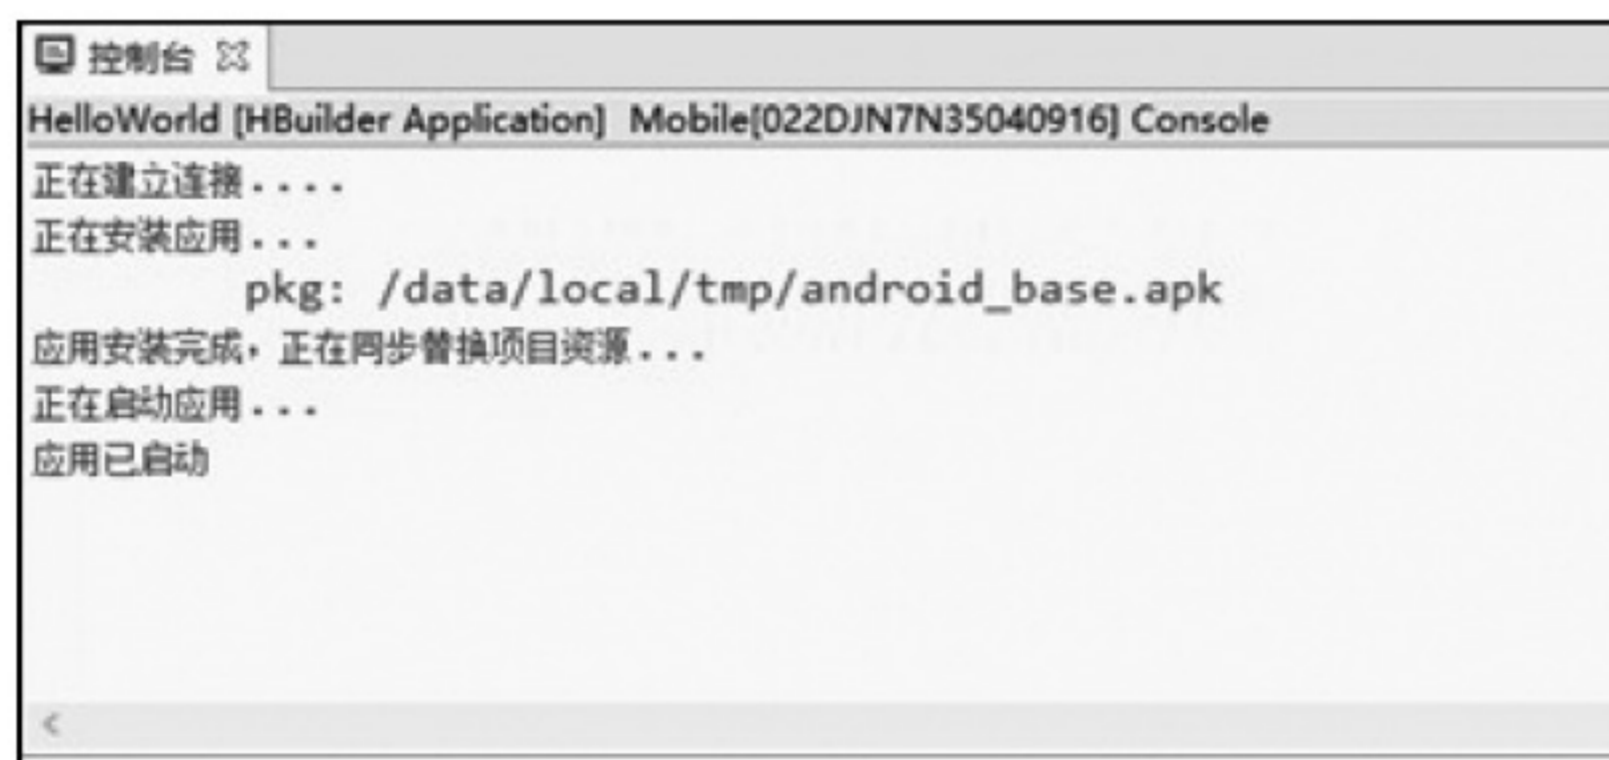 控制台
HelloWorld [HBuilder Application] Mobile[022DJN7N35040916] Console
正在建立连接....
正在安装应用...
pkg: /data/local/tmp/android_base.apk
应用安装完成，正在同步替换项目资源...
正在启动应用...
应用已启动